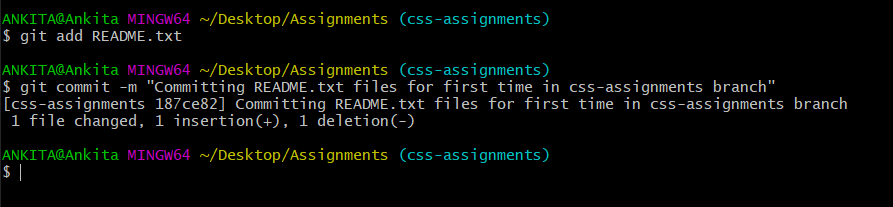 ANKITA@Ankita MINGW64 ~/Desktop/Assignments (css-assignments)
$ git add README.txt
ANKITA@Ankita MINGW64 ~/Desktop/Assignments (css-assignments)
$ git commit -m "Committing README.txt files for first time in css-assignments branch"
[css-assignments 187ce82] Committing README.txt files for first time in css-assignments branch
 1 file changed, 1 insertion(+), 1 deletion(-)
ANKITA@Ankita MINGW64 ~/Desktop/Assignments (css-assignments)
$